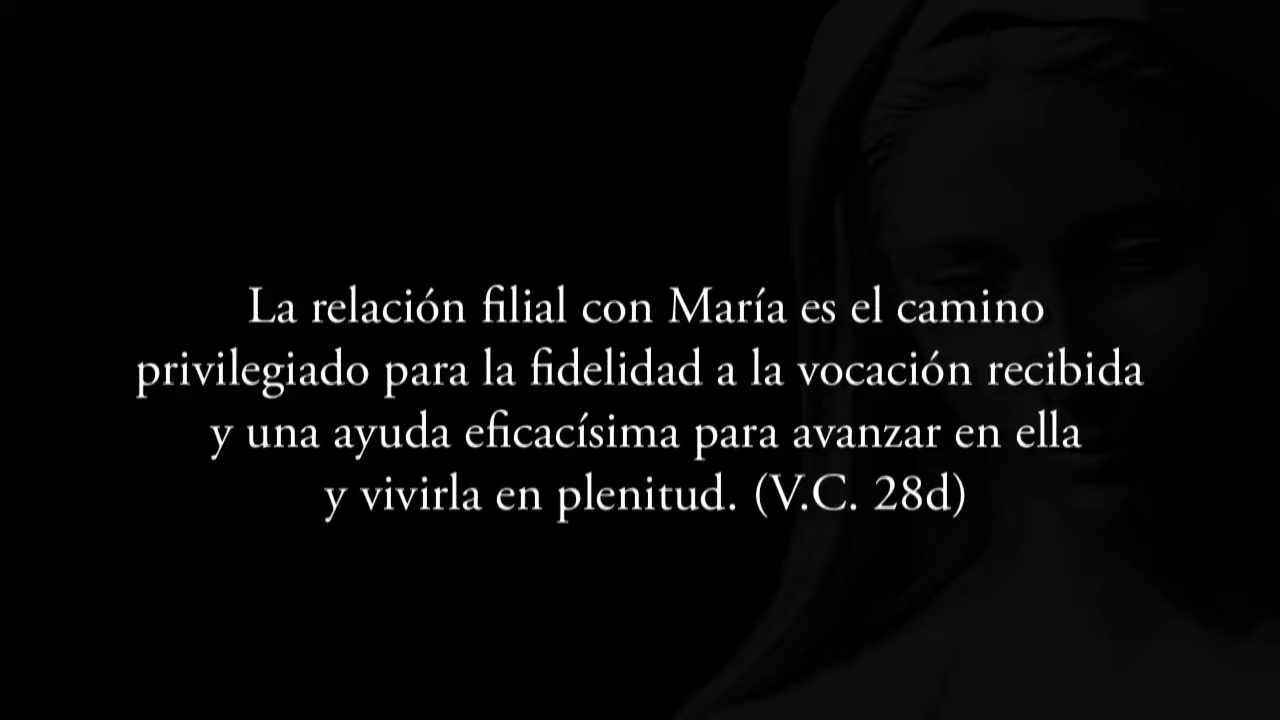 La relación filial con María es el camino
privilegiado para la fidelidad a la vocación recibida
y una ayuda eficacísima para avanzar en ella
y vivirla en plenitud. (V.C. 28d)